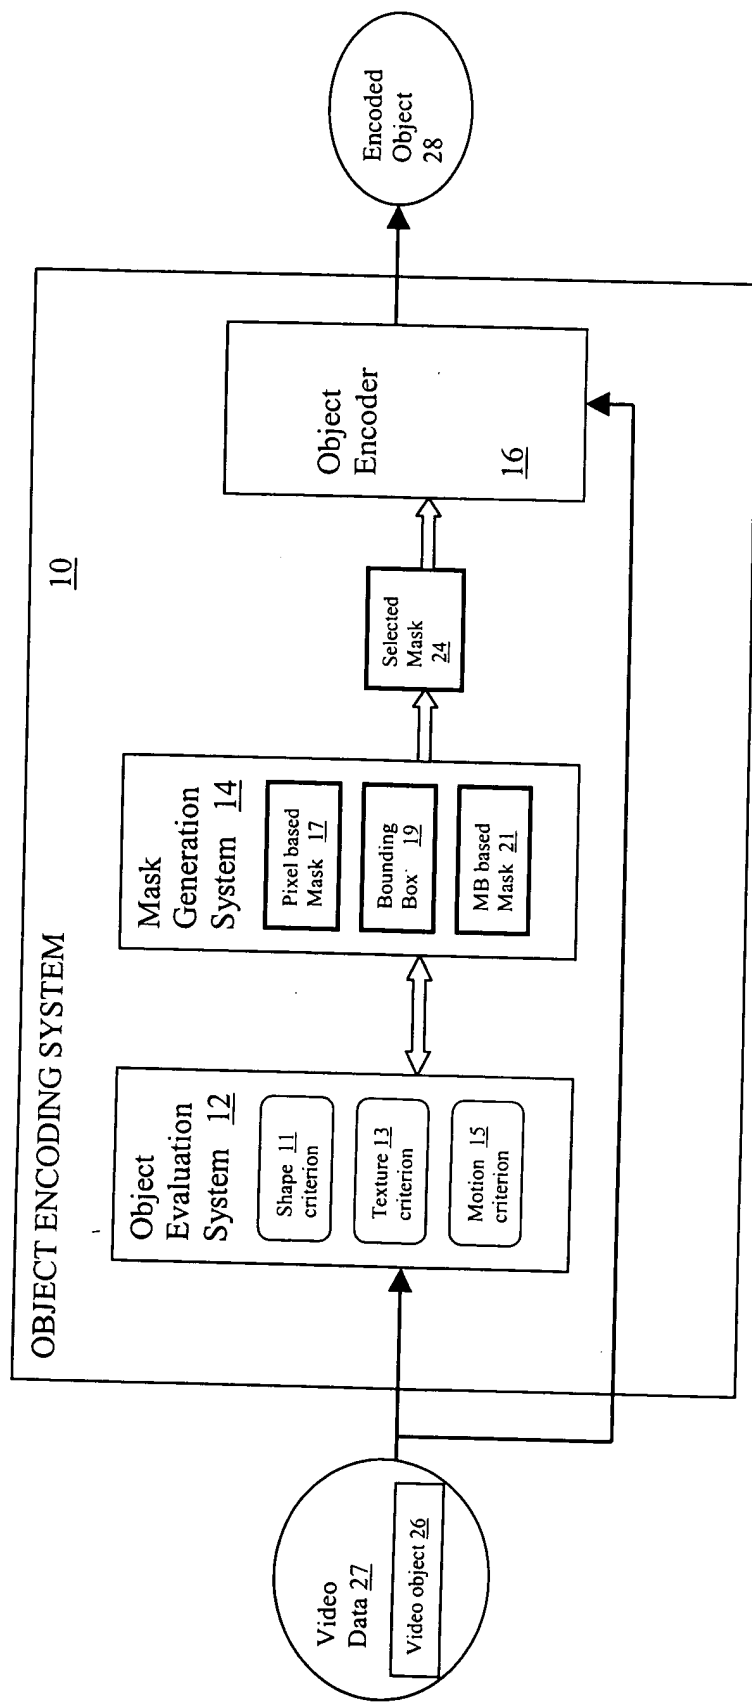 OBJECT ENCODING SYSTEM
10
Video
Data 27
Video object 26
Object
Evaluation
System 12
Shape 11
criterion
Texture 13
criterion
Motion 15
criterion
Mask
Generation
System 14
Pixel based
Mask 17
Bounding
Box 19
MB based
Mask 21
Selected
Mask
24
Object
Encoder
16
Encoded
Object
28